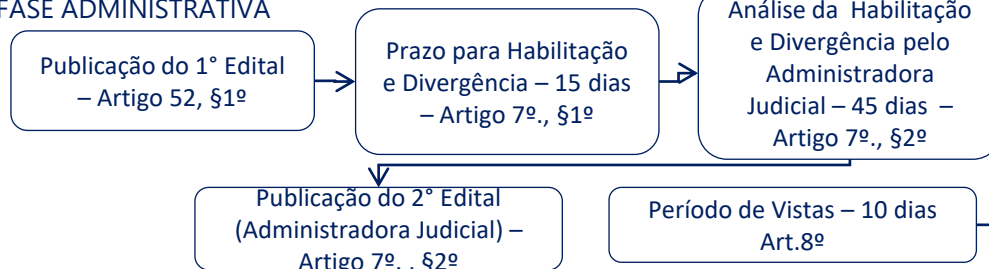 FASE ADMINISTRATIVA
Publicação do 1° Edital
– Artigo 52, §1º
Prazo para Habilitação
e Divergência – 15 dias
– Artigo 7º., §1º
Análise da Habilitação
e Divergência pelo
Administradora
Judicial – 45 dias –
Artigo 7º., §2º
Publicação do 2° Edital
(Administradora Judicial) –
Artigo 7º. , §2º
Período de Vistas – 10 dias
Art.8º